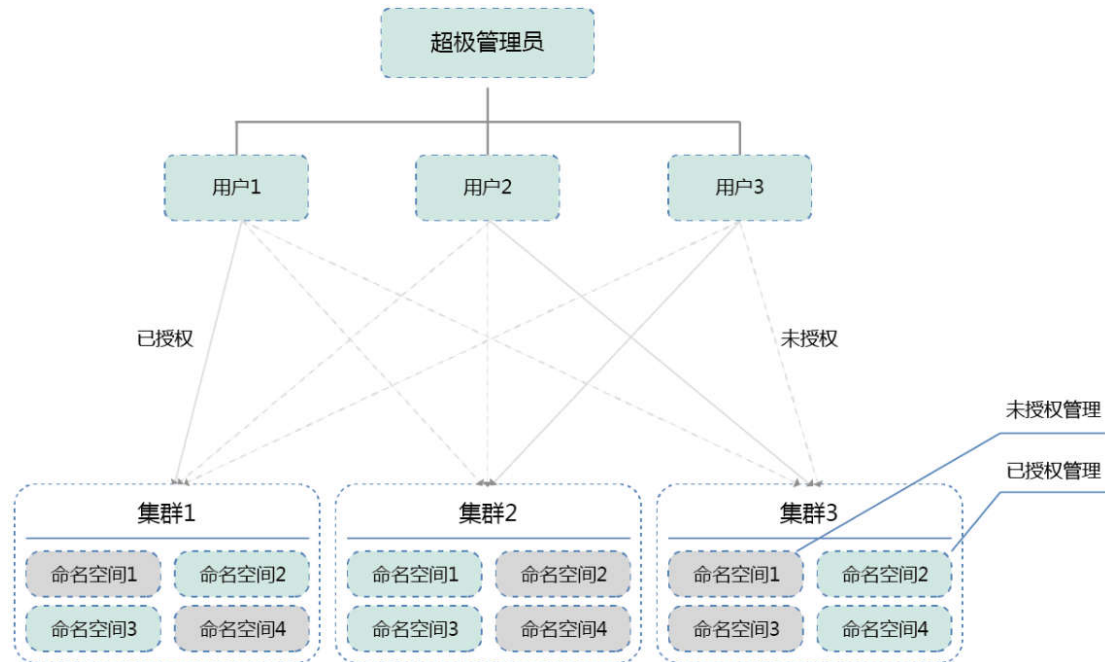 超极管理员
用户1
用户2
用户3
已授权
未授权
未授权管理
已授权管理
集群1
集群2
集群3
命名空间1
命名空间2
命名空间1
命名空间2
命名空间1
命名空间2
命名空间3
命名空间4
命名空间3
命名空间4
命名空间3
命名空间4